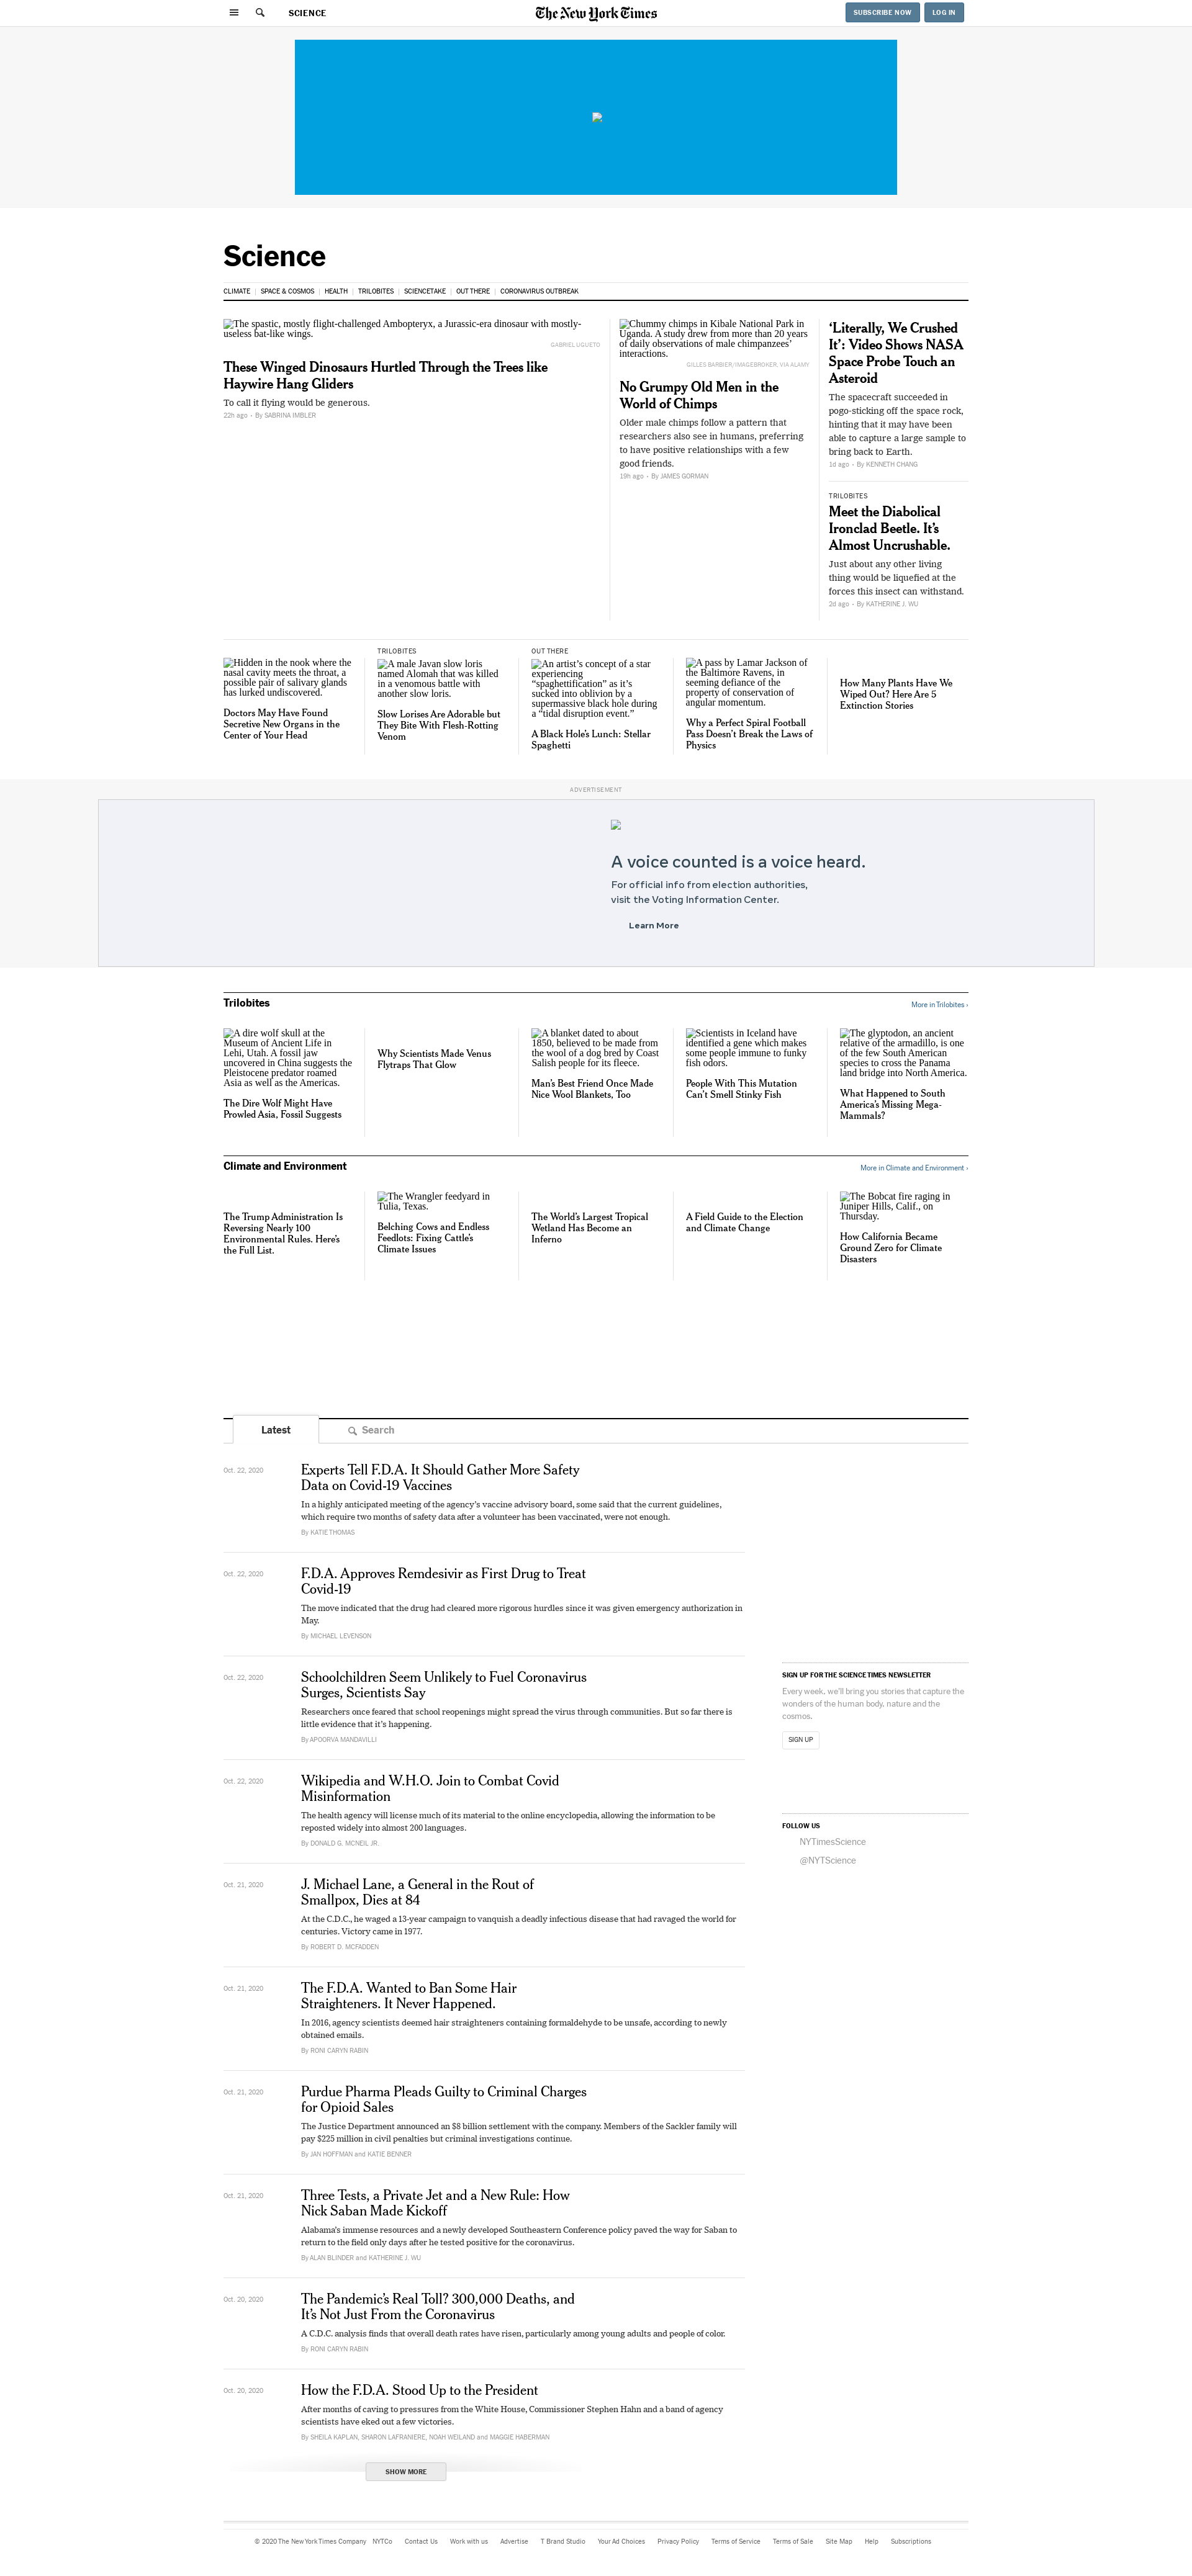 SCIENCE
The New York Times
SUBSCRIBE NOW
LOG IN
Science
CLIMATE | SPACE & COSMOS | HEALTH | TRILOBITES | SCIENCETAKE | OUT THERE | CORONAVIRUS OUTBREAK
The spastic, mostly flight-challenged Ambopteryx, a Jurassic-era dinosaur with mostly-
useless bat-like wings.
GABRIEL UGUETO
These Winged Dinosaurs Hurtled Through the Trees like
Haywire Hang Gliders
To call it flying would be generous.
22h ago • By SABRINA IMBLER
Chummy chimps in Kibale National Park in
Uganda. A study drew from more than 20 years
of daily observations of male chimpanzees’
interactions.
GILLES BARBIER/IMAGEBROKER, VIA ALAMY
No Grumpy Old Men in the
World of Chimps
Older male chimps follow a pattern that
researchers also see in humans, preferring
to have positive relationships with a few
good friends.
19h ago • By JAMES GORMAN
‘Literally, We Crushed
It’: Video Shows NASA
Space Probe Touch an
Asteroid
The spacecraft succeeded in
pogo-sticking off the space rock,
hinting that it may have been
able to capture a large sample to
bring back to Earth.
1d ago • By KENNETH CHANG
TRILOBITES
Meet the Diabolical
Ironclad Beetle. It’s
Almost Uncrushable.
Just about any other living
thing would be liquefied at the
forces this insect can withstand.
2d ago • By KATHERINE J. WU
Hidden in the nook where the
nasal cavity meets the throat, a
possible pair of salivary glands
has lurked undiscovered.
Doctors May Have Found
Secretive New Organs in the
Center of Your Head
TRILOBITES
A male Javan slow loris
named Alomah that was killed
in a venomous battle with
another slow loris.
Slow Lorises Are Adorable but
They Bite With Flesh-Rotting
Venom
OUT THERE
An artist’s concept of a star
experiencing
“spaghettification” as it’s
sucked into oblivion by a
supermassive black hole during
a “tidal disruption event.”
A Black Hole’s Lunch: Stellar
Spaghetti
A pass by Lamar Jackson of
the Baltimore Ravens, in
seeming defiance of the
property of conservation of
angular momentum.
Why a Perfect Spiral Football
Pass Doesn’t Break the Laws of
Physics
How Many Plants Have We
Wiped Out? Here Are 5
Extinction Stories
ADVERTISEMENT
A voice counted is a voice heard.
For official info from election authorities,
visit the Voting Information Center.
Learn More
Trilobites
More in Trilobites ›
A dire wolf skull at the
Museum of Ancient Life in
Lehi, Utah. A fossil jaw
uncovered in China suggests the
Pleistocene predator roamed
Asia as well as the Americas.
The Dire Wolf Might Have
Prowled Asia, Fossil Suggests
Why Scientists Made Venus
Flytraps That Glow
A blanket dated to about
1850, believed to be made from
the wool of a dog bred by Coast
Salish people for its fleece.
Man’s Best Friend Once Made
Nice Wool Blankets, Too
Scientists in Iceland have
identified a gene which makes
some people immune to funky
fish odors.
People With This Mutation
Can’t Smell Stinky Fish
The glyptodon, an ancient
relative of the armadillo, is one
of the few South American
species to cross the Panama
land bridge into North America.
What Happened to South
America’s Missing Mega-
Mammals?
Climate and Environment
More in Climate and Environment ›
The Trump Administration Is
Reversing Nearly 100
Environmental Rules. Here’s
the Full List.
The Wrangler feedyard in
Tulia, Texas.
Belching Cows and Endless
Feedlots: Fixing Cattle’s
Climate Issues
The World’s Largest Tropical
Wetland Has Become an
Inferno
A Field Guide to the Election
and Climate Change
The Bobcat fire raging in
Juniper Hills, Calif., on
Thursday.
How California Became
Ground Zero for Climate
Disasters
Latest
Search
Oct. 22, 2020
Experts Tell F.D.A. It Should Gather More Safety
Data on Covid-19 Vaccines
In a highly anticipated meeting of the agency’s vaccine advisory board, some said that the current guidelines,
which require two months of safety data after a volunteer has been vaccinated, were not enough.
By KATIE THOMAS
Oct. 22, 2020
F.D.A. Approves Remdesivir as First Drug to Treat
Covid-19
The move indicated that the drug had cleared more rigorous hurdles since it was given emergency authorization in
May.
By MICHAEL LEVENSON
Oct. 22, 2020
Schoolchildren Seem Unlikely to Fuel Coronavirus
Surges, Scientists Say
Researchers once feared that school reopenings might spread the virus through communities. But so far there is
little evidence that it’s happening.
By APOORVA MANDAVILLI
Oct. 22, 2020
Wikipedia and W.H.O. Join to Combat Covid
Misinformation
The health agency will license much of its material to the online encyclopedia, allowing the information to be
reposted widely into almost 200 languages.
By DONALD G. MCNEIL JR.
Oct. 21, 2020
J. Michael Lane, a General in the Rout of
Smallpox, Dies at 84
At the C.D.C., he waged a 13-year campaign to vanquish a deadly infectious disease that had ravaged the world for
centuries. Victory came in 1977.
By ROBERT D. MCFADDEN
Oct. 21, 2020
The F.D.A. Wanted to Ban Some Hair
Straighteners. It Never Happened.
In 2016, agency scientists deemed hair straighteners containing formaldehyde to be unsafe, according to newly
obtained emails.
By RONI CARYN RABIN
Oct. 21, 2020
Purdue Pharma Pleads Guilty to Criminal Charges
for Opioid Sales
The Justice Department announced an $8 billion settlement with the company. Members of the Sackler family will
pay $225 million in civil penalties but criminal investigations continue.
By JAN HOFFMAN and KATIE BENNER
Oct. 21, 2020
Three Tests, a Private Jet and a New Rule: How
Nick Saban Made Kickoff
Alabama’s immense resources and a newly developed Southeastern Conference policy paved the way for Saban to
return to the field only days after he tested positive for the coronavirus.
By ALAN BLINDER and KATHERINE J. WU
Oct. 20, 2020
The Pandemic’s Real Toll? 300,000 Deaths, and
It’s Not Just From the Coronavirus
A C.D.C. analysis finds that overall death rates have risen, particularly among young adults and people of color.
By RONI CARYN RABIN
Oct. 20, 2020
How the F.D.A. Stood Up to the President
After months of caving to pressures from the White House, Commissioner Stephen Hahn and a band of agency
scientists have eked out a few victories.
By SHEILA KAPLAN, SHARON LAFRANIERE, NOAH WEILAND and MAGGIE HABERMAN
SHOW MORE
SIGN UP FOR THE SCIENCE TIMES NEWSLETTER
Every week, we’ll bring you stories that capture the
wonders of the human body, nature and the
cosmos.
SIGN UP
FOLLOW US
NYTimesScience
@NYTScience
© 2020 The New York Times Company NYTCo Contact Us Work with us Advertise T Brand Studio Your Ad Choices Privacy Policy Terms of Service Terms of Sale Site Map Help Subscriptions